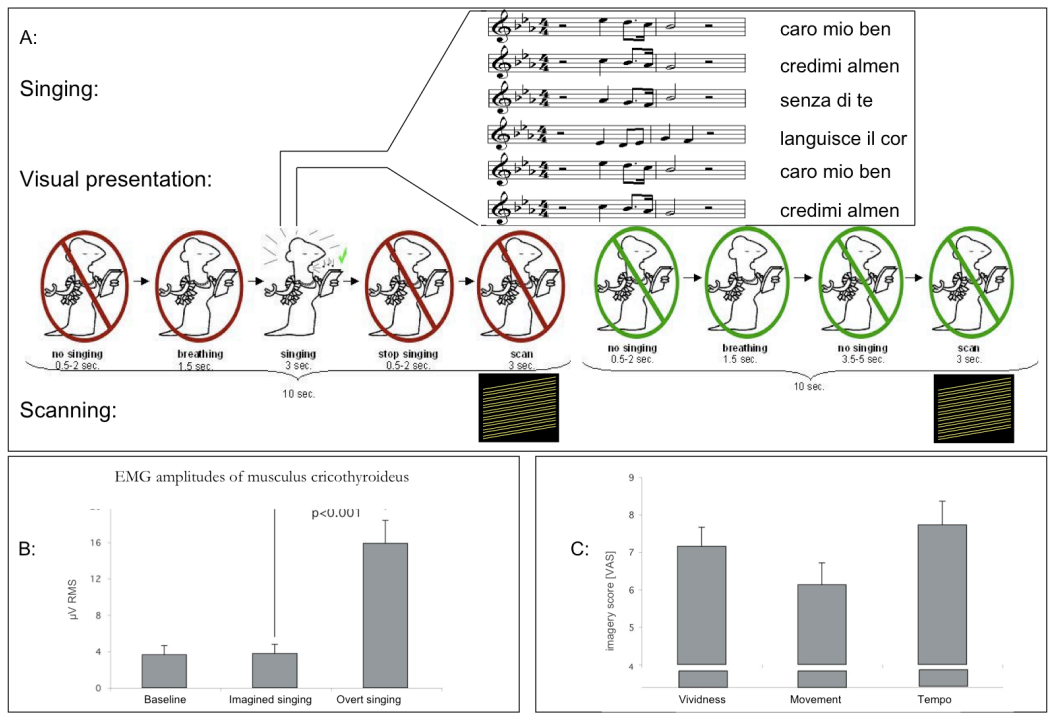 A:
Singing:
Visual presentation:
caro mio ben
credimi almen
senza di te
languisce il cor
caro mio ben
credimi almen
no singing
0.5-2 sec.
breathing
1.5 sec.
singing
3 sec.
stop singing
0.5-2 sec.
scan
3 sec.
no singing
0.5-2 sec.
breathing
1.5 sec.
no singing
3.5-5 sec.
scan
3 sec.
10 sec.
10 sec.
Scanning:
B:
EMG amplitudes of musculus cricothyroideus
p<0.001
µV RMS
16
12
8
4
0
Baseline Imagined singing Overt singing
C:
imagery score [VAS]
9
8
7
6
5
4
Vividness Movement Tempo